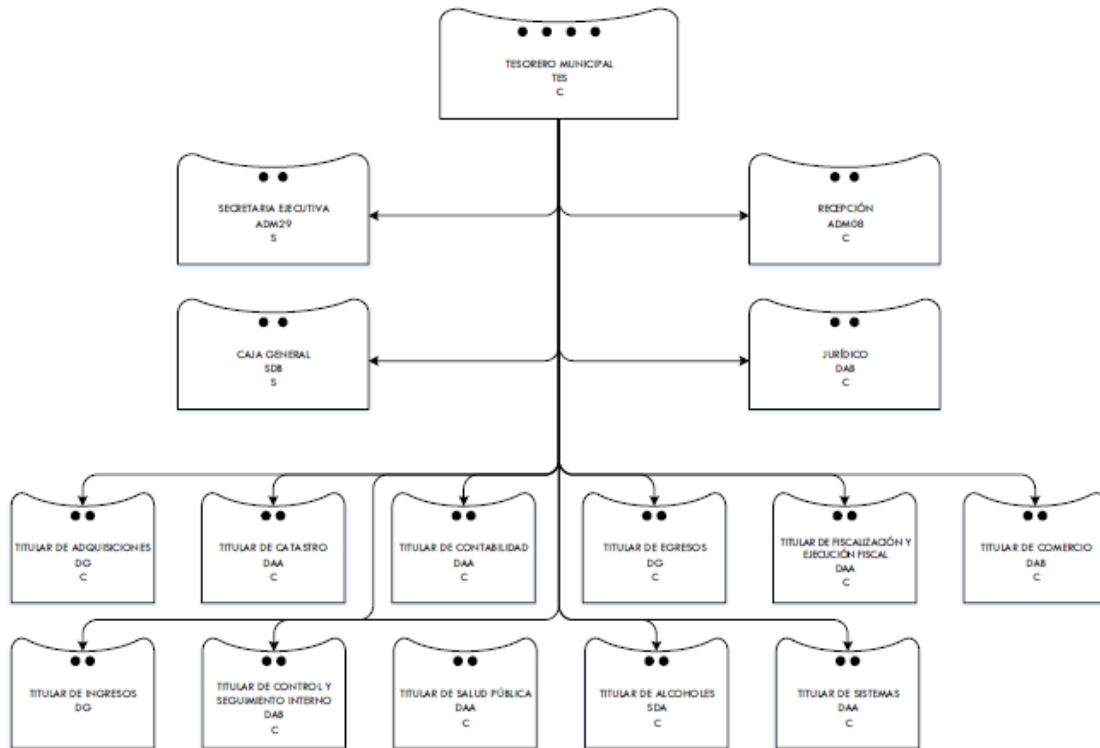 TESORERO MUNICIPAL
TES
C
SECRETARIA EJECUTIVA
ADM29
S
RECEPCIÓN
ADM08
C
CAJA GENERAL
SDB
S
JURÍDICO
DAB
C
TITULAR DE ADQUISICIONES
DG
C
TITULAR DE CATASTRO
DAA
C
TITULAR DE CONTABILIDAD
DAA
C
TITULAR DE EGRESOS
DG
C
TITULAR DE FISCALIZACIÓN Y
EJECUCIÓN FISCAL
DAA
C
TITULAR DE COMERCIO
DAB
C
TITULAR DE INGRESOS
DG
TITULAR DE CONTROL Y
SEGUIMIENTO INTERNO
DAB
C
TITULAR DE SALUD PÚBLICA
DAA
C
TITULAR DE ALCOHOLES
SDA
C
TITULAR DE SISTEMAS
DAA
C